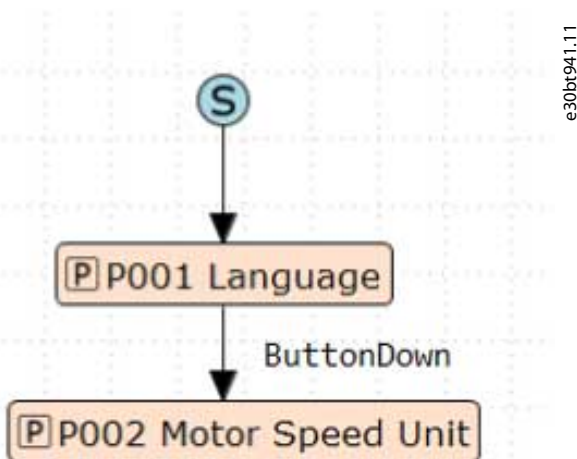 e30bt941.11
S
P P001 Language
ButtonDown
P P002 Motor Speed Unit